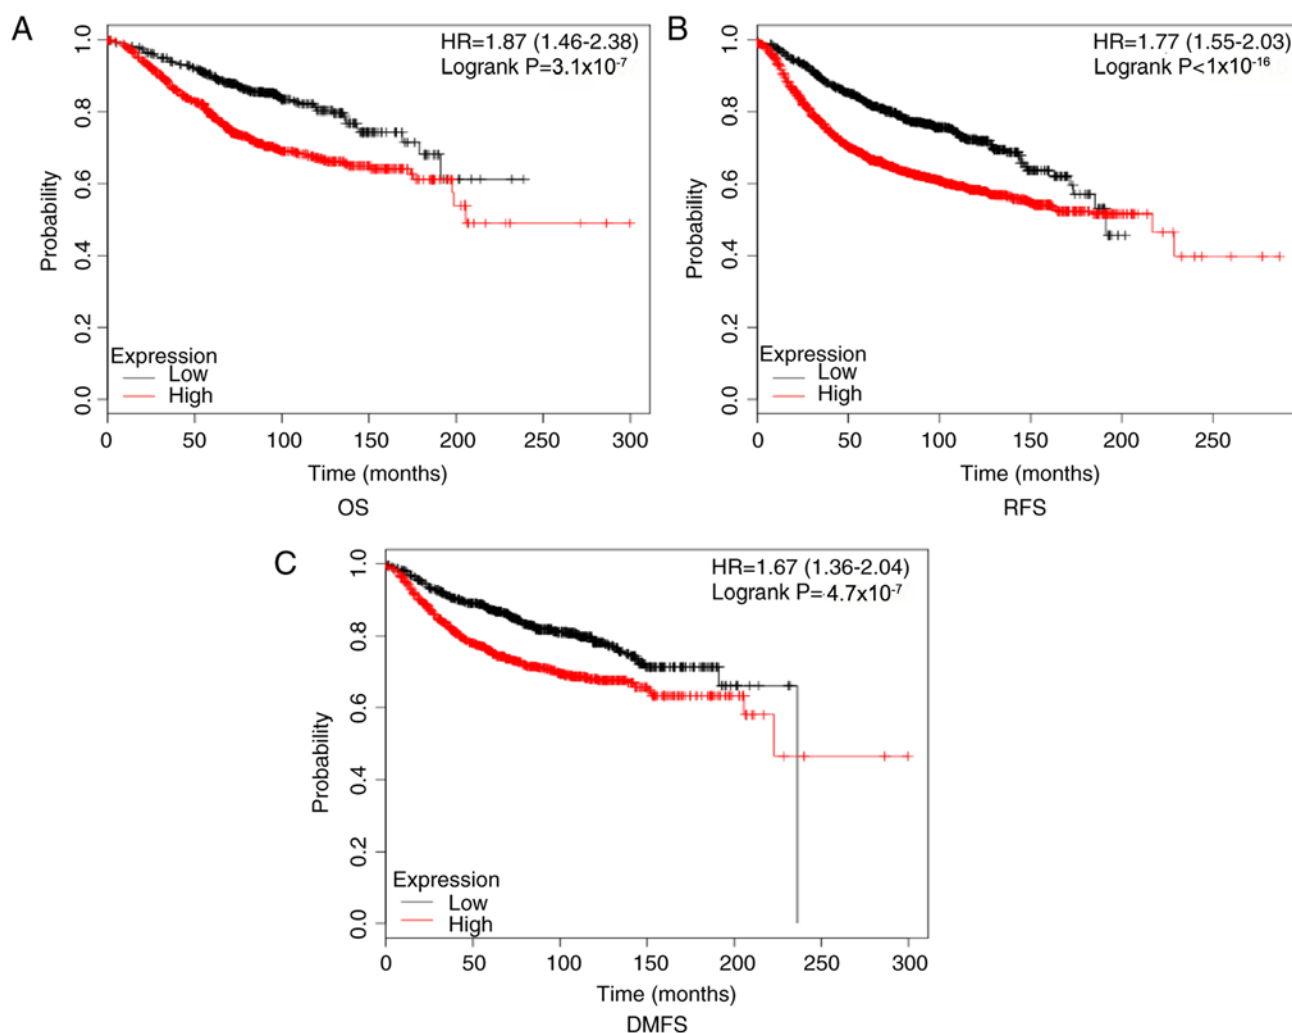 A
HR=1.87 (1.46-2.38)
Logrank P=3.1x10⁻⁷
Probability
1.0
0.8
0.6
0.4
0.2
0.0
Expression
Low
High
0 50 100 150 200 250 300
Time (months)
OS
B
HR=1.77 (1.55-2.03)
Logrank P<1x10⁻¹⁶
Probability
1.0
0.8
0.6
0.4
0.2
0.0
Expression
Low
High
0 50 100 150 200 250
Time (months)
RFS
C
HR=1.67 (1.36-2.04)
Logrank P= 4.7x10⁻⁷
Probability
1.0
0.8
0.6
0.4
0.2
0.0
Expression
Low
High
0 50 100 150 200 250 300
Time (months)
DMFS